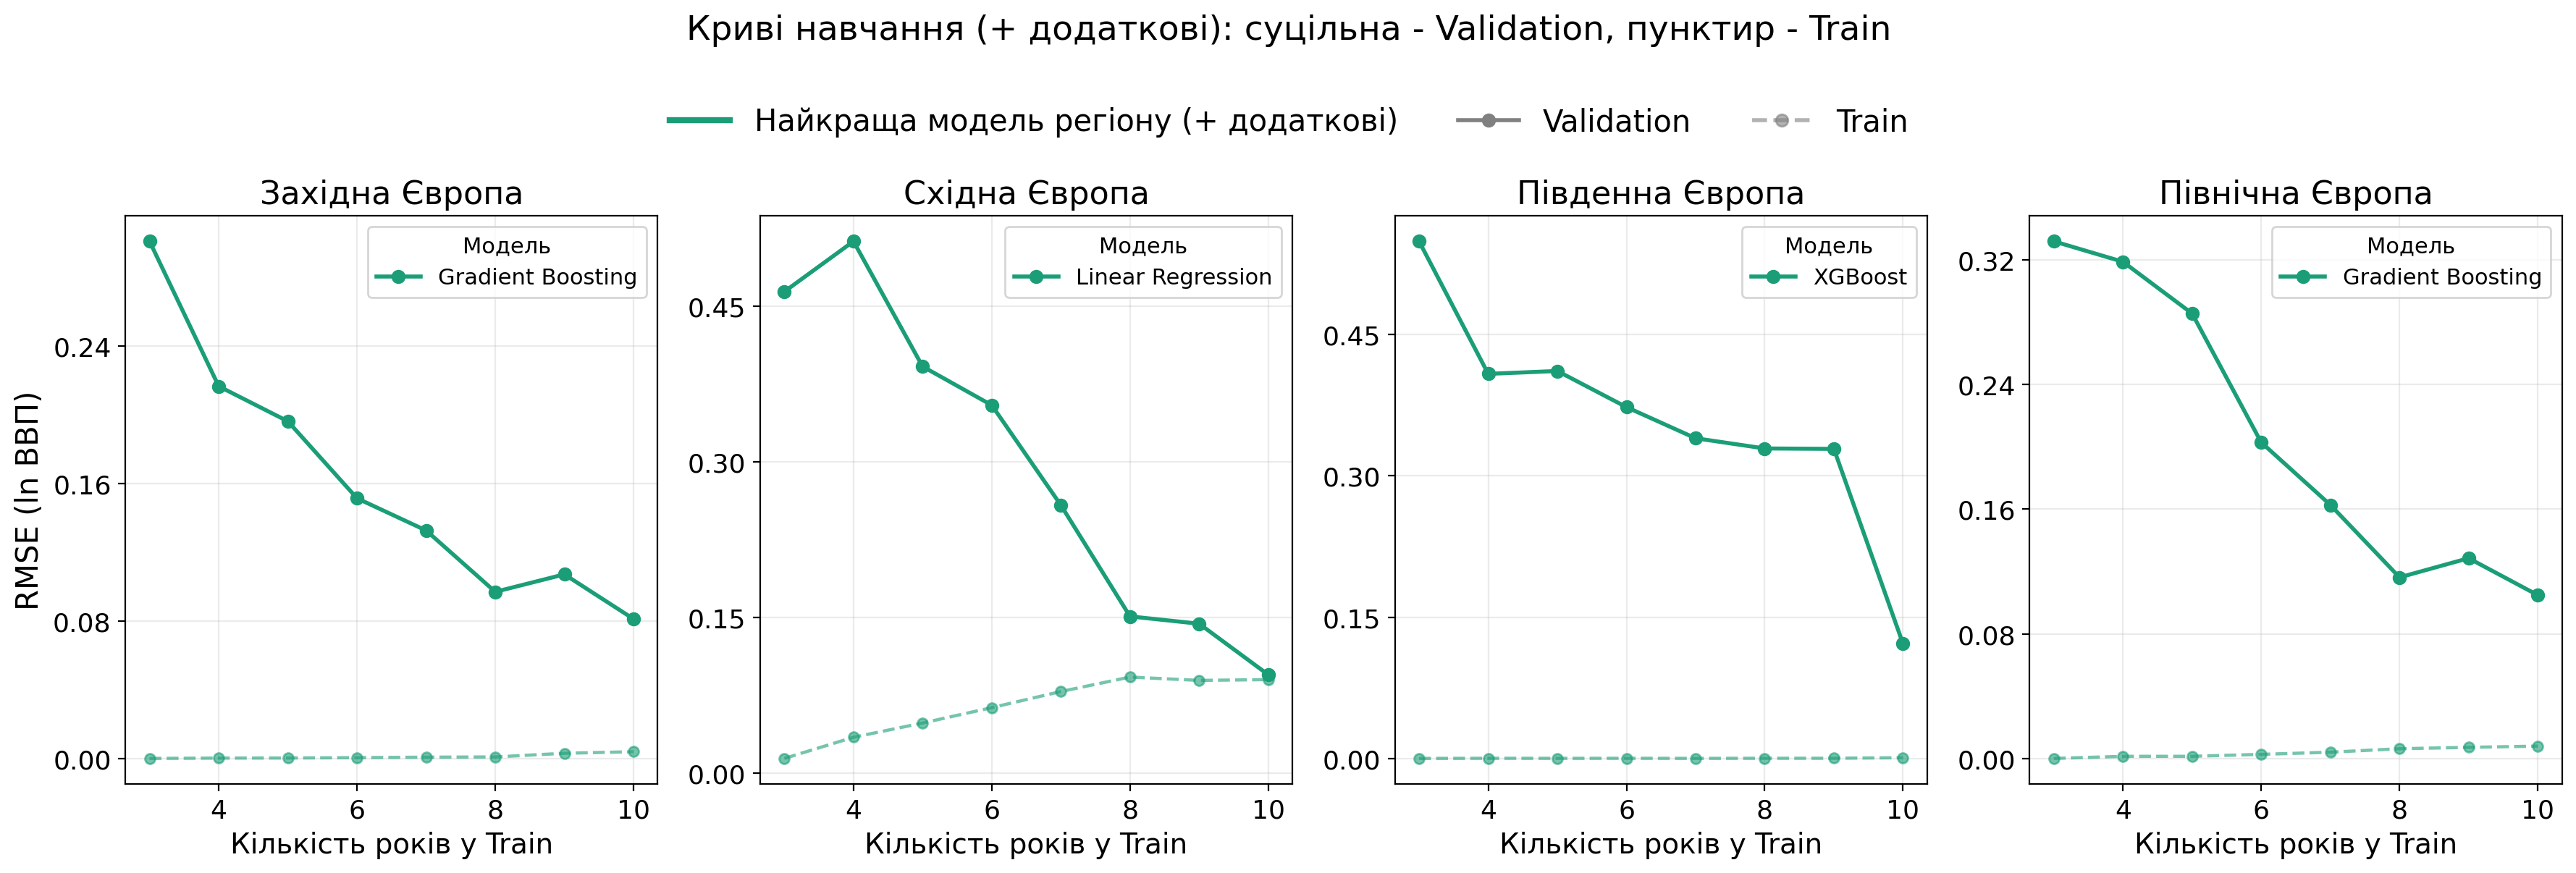 Криві навчання (+ додаткові): суцільна - Validation, пунктир - Train
Найкраща модель регіону (+ додаткові) Validation Train
Західна Європа
RMSE (ln ВВП)
0.24
0.16
0.08
0.00
Модель
Gradient Boosting
4 6 8 10
Кількість років у Train
Східна Європа
0.45
0.30
0.15
0.00
Модель
Linear Regression
4 6 8 10
Кількість років у Train
Південна Європа
0.45
0.30
0.15
0.00
Модель
XGBoost
4 6 8 10
Кількість років у Train
Північна Європа
0.32
0.24
0.16
0.08
0.00
Модель
Gradient Boosting
4 6 8 10
Кількість років у Train